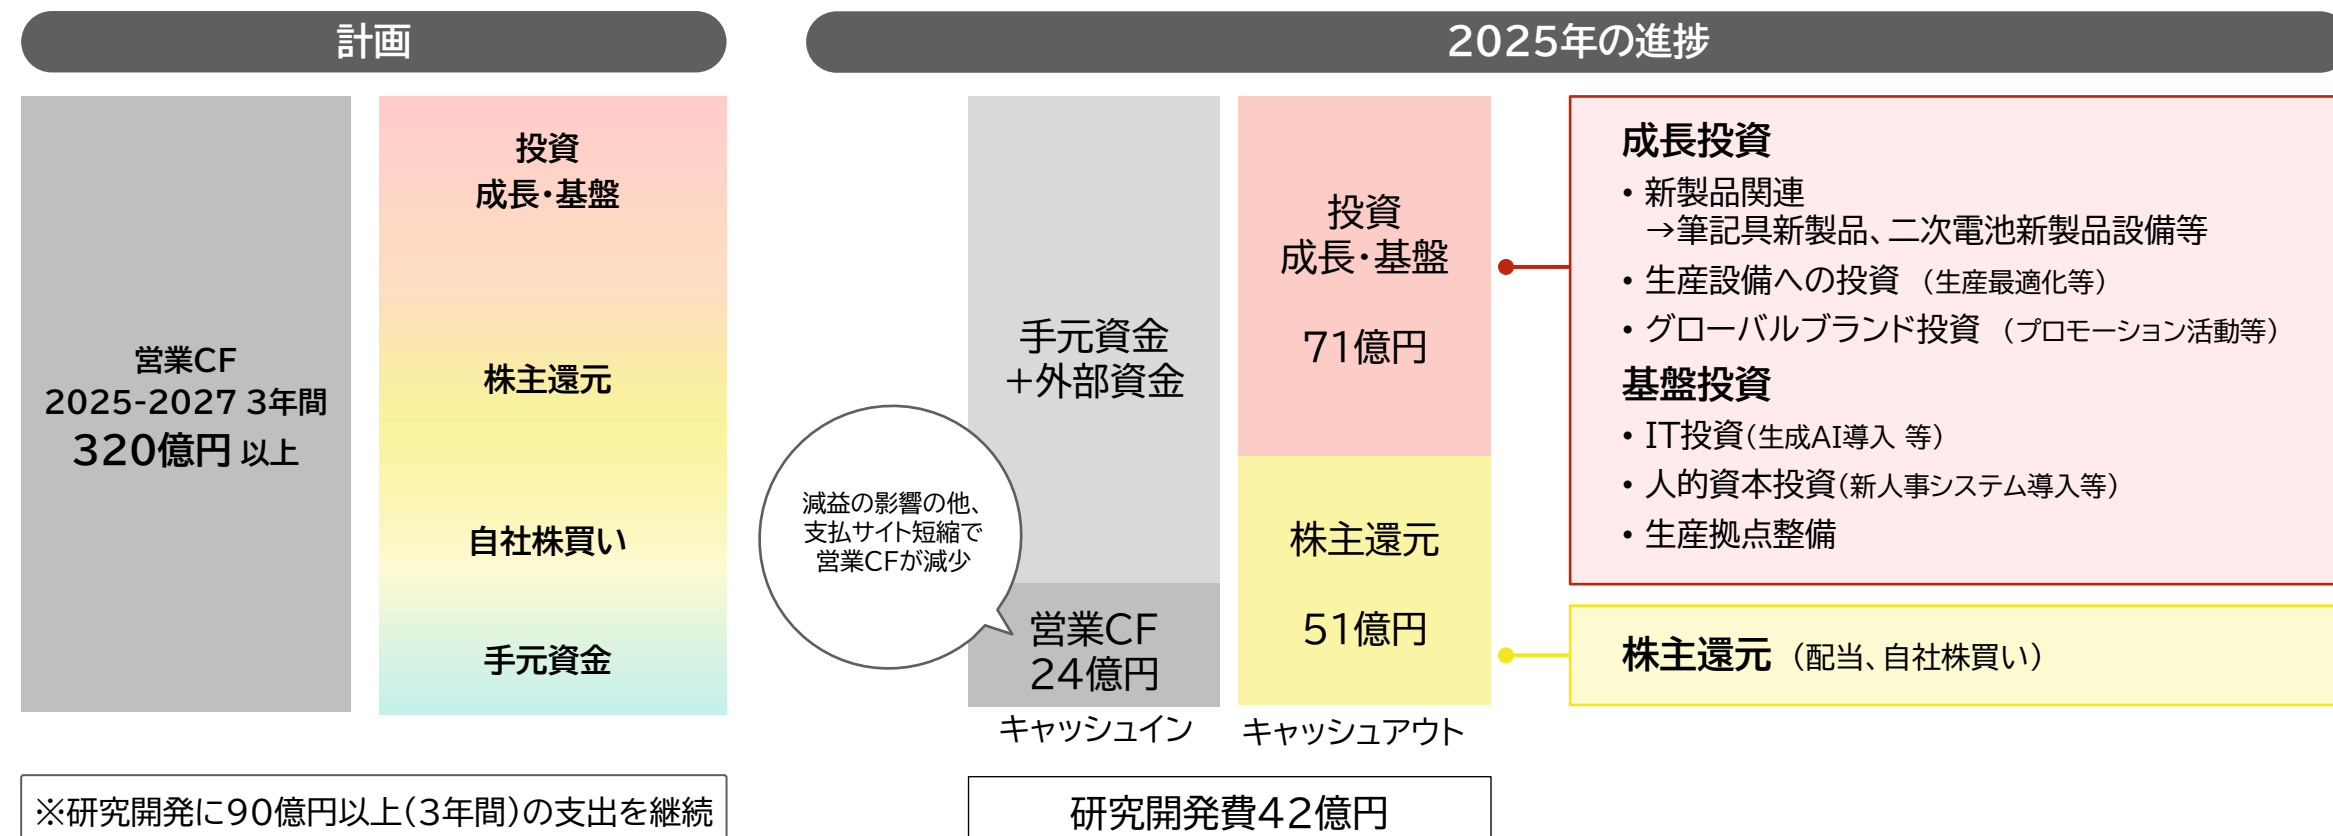 計画
営業CF
2025-2027 3年間
320億円 以上
投資
成長・基盤
株主還元
自社株買い
手元資金
※研究開発に90億円以上(3年間)の支出を継続
2025年の進捗
減益の影響の他、
支払サイト短縮で
営業CFが減少
手元資金
+外部資金
営業CF
24億円
キャッシュイン
投資
成長・基盤
71億円
株主還元
51億円
キャッシュアウト
研究開発費42億円
成長投資
・新製品関連
→筆記具新製品、二次電池新製品設備等
・生産設備への投資 (生産最適化等)
・グローバルブランド投資 (プロモーション活動等)
基盤投資
・IT投資(生成AI導入 等)
・人的資本投資(新人事システム導入等)
・生産拠点整備
株主還元 (配当、自社株買い)